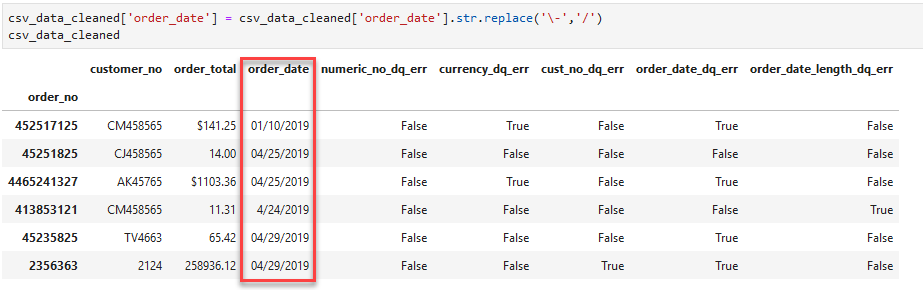 csv_data_cleaned['order_date'] = csv_data_cleaned['order_date'].str.replace('\-','/')
csv_data_cleaned
customer_no order_total order_date numeric_no_dq_err currency_dq_err cust_no_dq_err order_date_dq_err order_date_length_dq_err
order_no
452517125 CM458565 $141.25 01/10/2019 False True False True False
45251825 CJ458565 14.00 04/25/2019 False False False False False
4465241327 AK45765 $1103.36 04/25/2019 False True False True False
413853121 CM458565 11.31 4/24/2019 False False False False True
45235825 TV4663 65.42 04/29/2019 False False False True False
2356363 2124 258936.12 04/29/2019 False False True True False